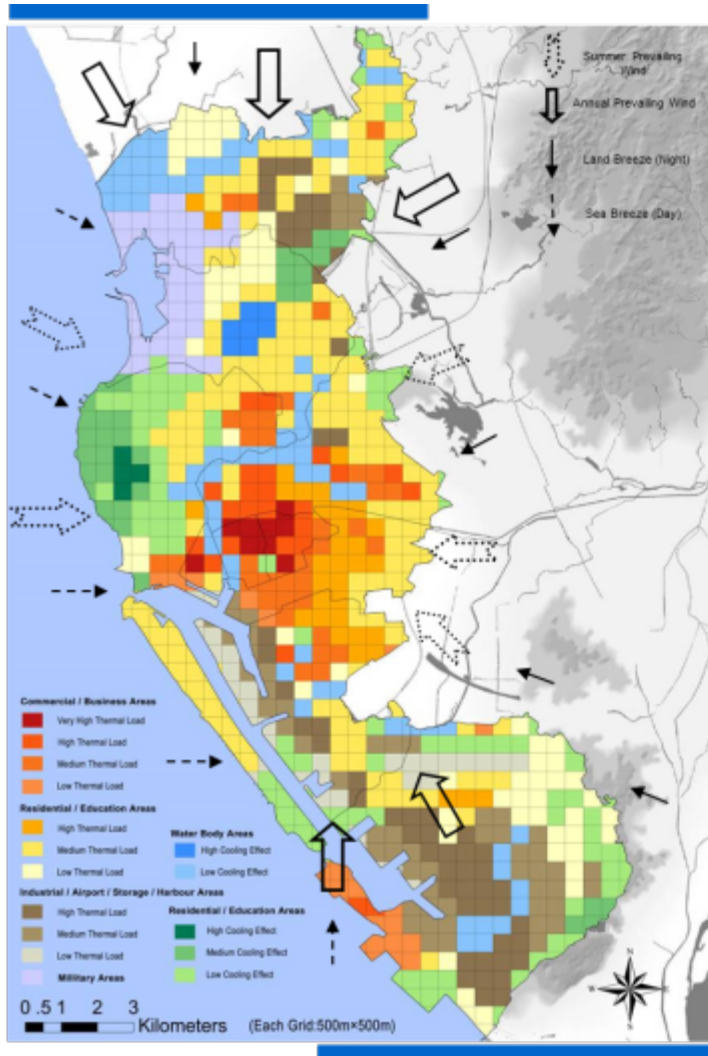 Summer Prevailing
Wind
Annual Prevailing Wind
Land Breeze (Night)
Sea Breeze (Day)
Commercial / Business Areas
Very High Thermal Load
High Thermal Load
Medium Thermal Load
Low Thermal Load
Residential / Education Areas
High Thermal Load
Medium Thermal Load
Low Thermal Load
Water Body Areas
High Cooling Effect
Low Cooling Effect
Industrial / Airport / Storage / Harbour Areas
High Thermal Load
Medium Thermal Load
Low Thermal Load
Millitary Areas
Residential / Education Areas
High Cooling Effect
Medium Cooling Effect
Low Cooling Effect
N
W E
S
0 .5 1 2 3
Kilometers (Each Grid:500m×500m)